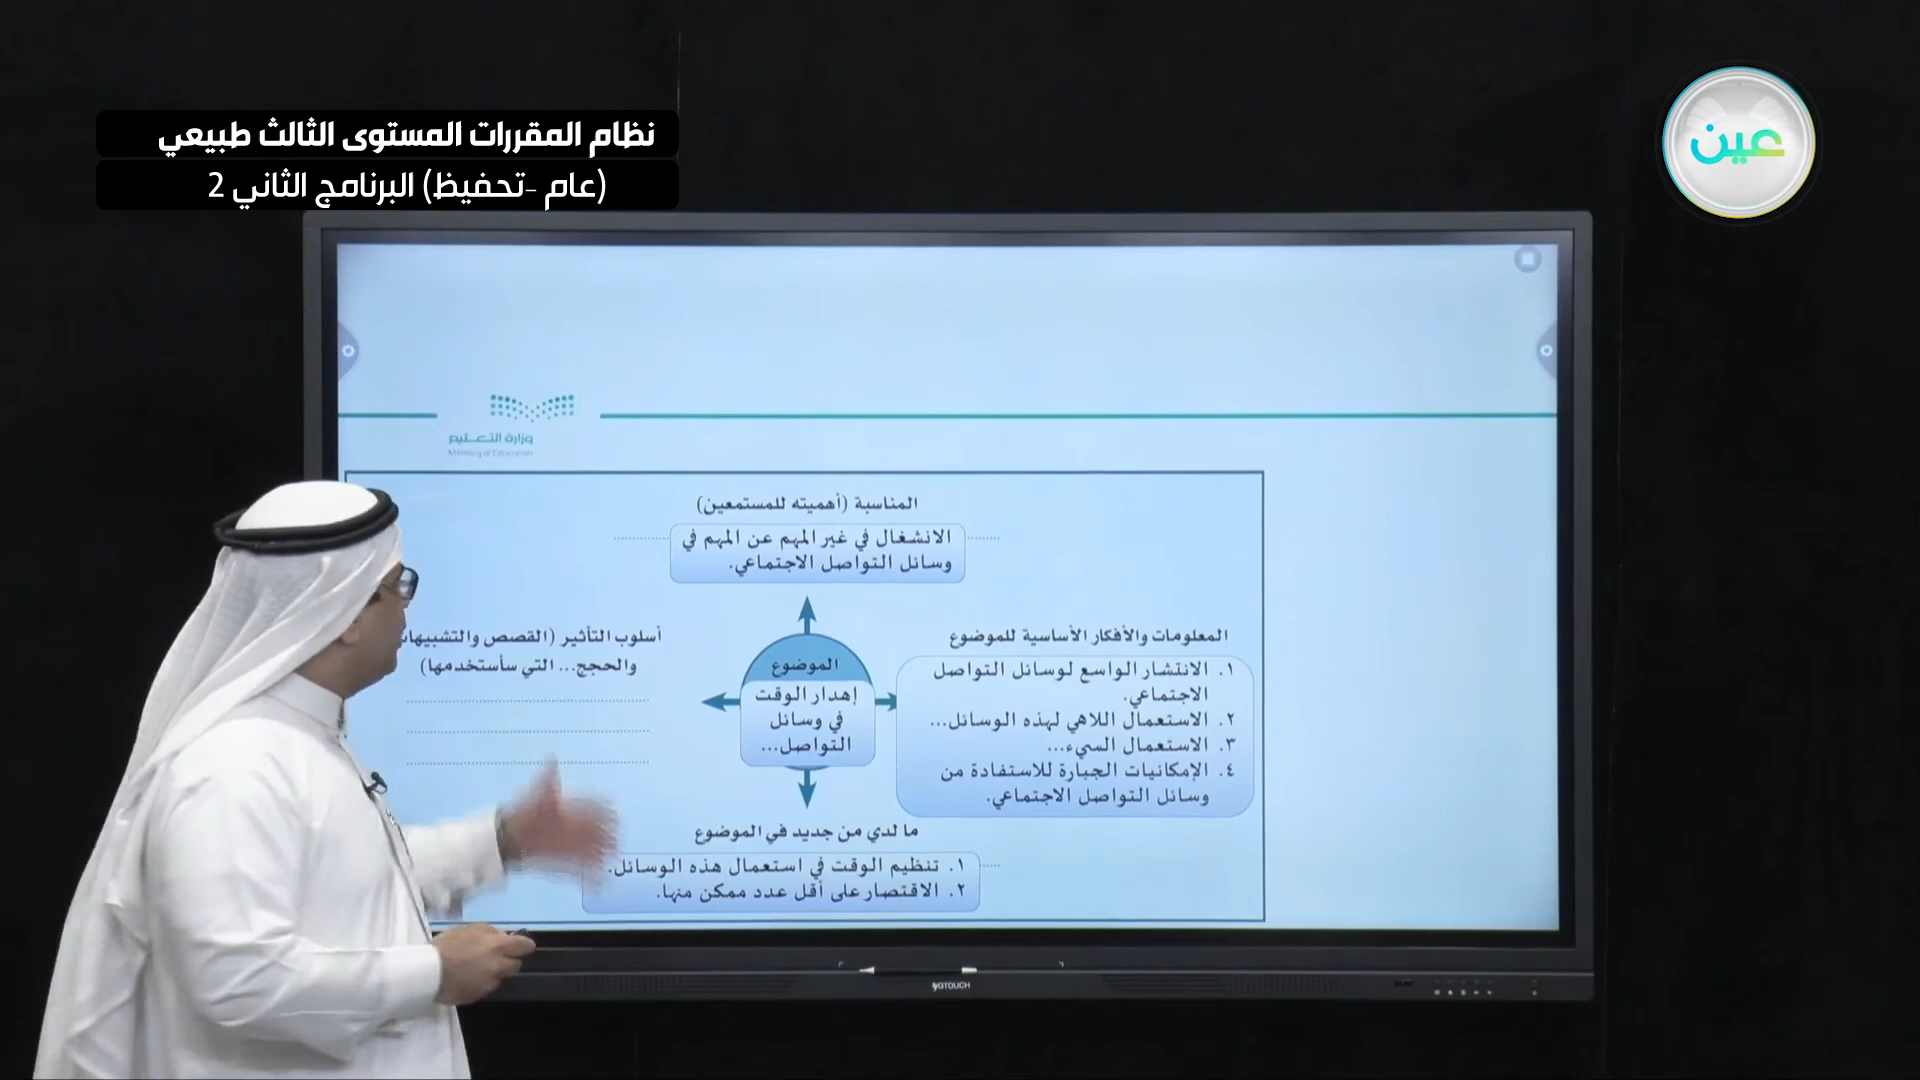 نظام المقررات المستوى الثالث طبيعي
(عام -تحفيظ) البرنامج الثاني 2
عين
وزارة التعليم
Ministry of Education
المناسبة (أهميته للمستمعين)
الانشغال في غير المهم عن المهم في
وسائل التواصل الاجتماعي.
المعلومات والأفكار الأساسية للموضوع
١. الانتشار الواسع لوسائل التواصل
الاجتماعي.
٢. الاستعمال اللاهي لهذه الوسائل...
٣. الاستعمال السيء...
٤. الإمكانيات الجبارة للاستفادة من
وسائل التواصل الاجتماعي.
الموضوع
إهدار الوقت
في وسائل
التواصل...
أسلوب التأثير (القصص والتشبيهات
والحجج... التي سأستخدمها)
ما لدي من جديد في الموضوع
١. تنظيم الوقت في استعمال هذه الوسائل.
٢. الاقتصار على أقل عدد ممكن منها.
QTOUCH